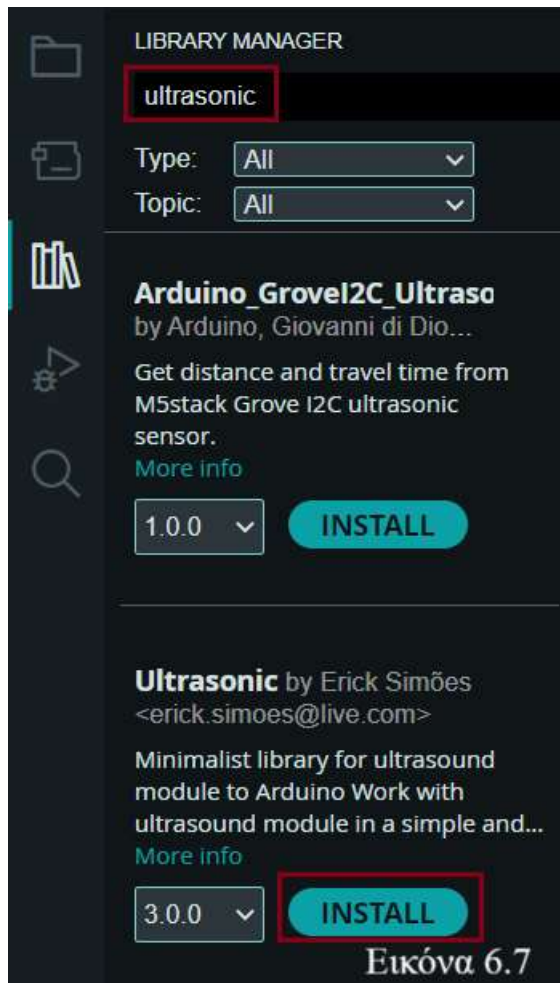 LIBRARY MANAGER
ultrasonic
Type: All
Topic: All
Arduino_GroveI2C_Ultraso
by Arduino, Giovanni di Dio...
Get distance and travel time from
M5stack Grove I2C ultrasonic
sensor.
More info
1.0.0 INSTALL
Ultrasonic by Erick Simões
<erick.simoes@live.com>
Minimalist library for ultrasound
module to Arduino Work with
ultrasound module in a simple and...
More info
3.0.0 INSTALL
Εικόνα 6.7